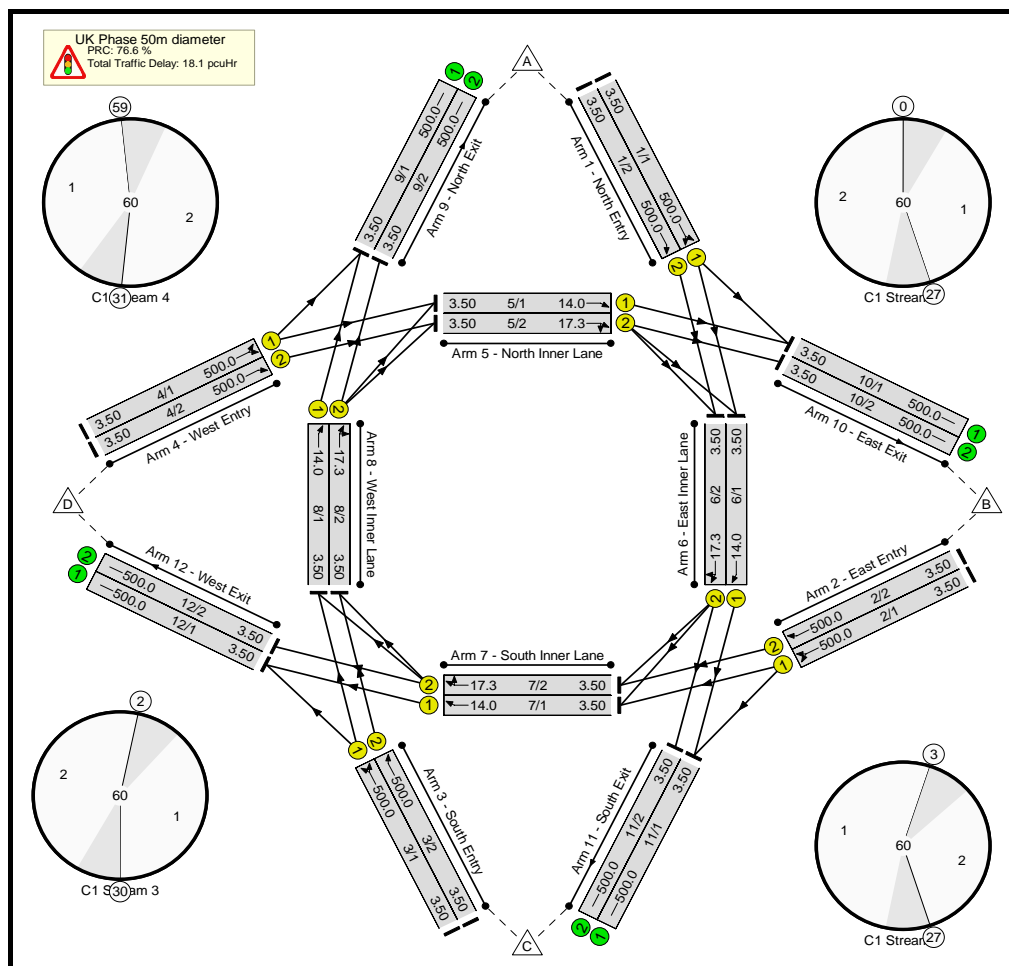 UK Phase 50m diameter
PRC: 76.6 %
Total Traffic Delay: 18.1 pcuHr
A
59
1
60
2
C1 Stream 4
31
0
2
60
1
C1 Stream
27
1
2
9/1
500.0
9/2
500.0
3.50
3.50
Arm 9 - North Exit
3.50
3.50
1/2
1/1
500.0
500.0
Arm 1 - North Entry
2
1
3.50 5/1 14.0
3.50 5/2 17.3
1
2
Arm 5 - North Inner Lane
1
2
3.50 4/1 500.0
3.50 4/2 500.0
Arm 4 - West Entry
3.50 10/1 500.0
3.50 10/2 500.0
Arm 10 - East Exit
1
2
D
B
1
2
14.0 8/1 3.50
17.3 8/2 3.50
Arm 8 - West Inner Lane
3.50 6/2 17.3
3.50 6/1 14.0
Arm 6 - East Inner Lane
2
1
Arm 12 - West Exit
2
1
500.0 12/2 3.50
500.0 12/1 3.50
Arm 2 - East Entry
500.0 2/2 3.50
500.0 2/1 3.50
2
1
Arm 7 - South Inner Lane
17.3 7/2 3.50
14.0 7/1 3.50
2
1
1
2
500.0 3/1 3.50
500.0 3/2 3.50
Arm 3 - South Entry
3.50 11/2 500.0
3.50 11/1 500.0
Arm 11 - South Exit
2
1
C
2
2
60
1
C1 S
30
am 3
3
1
60
2
C1 Stream
27